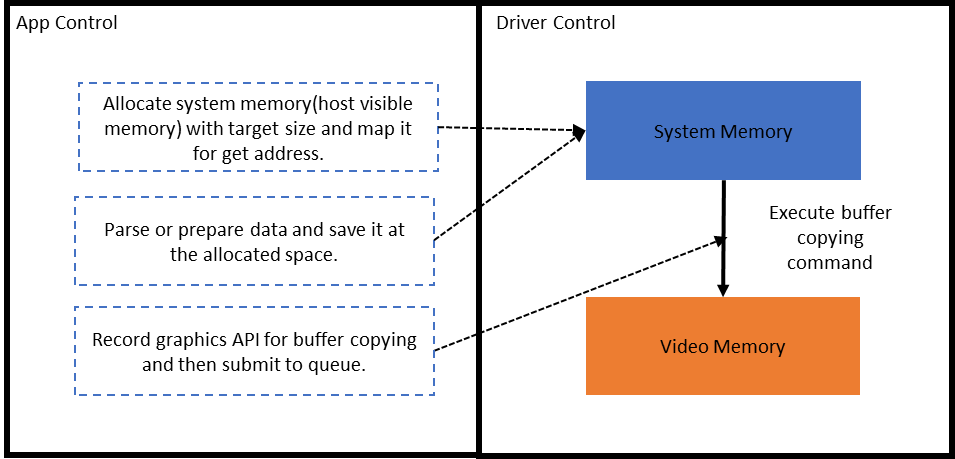 App Control
Driver Control
Allocate system memory(host visible
memory) with target size and map it
for get address.
System Memory
Parse or prepare data and save it at
the allocated space.
Execute buffer
copying
command
Record graphics API for buffer copying
and then submit to queue.
Video Memory